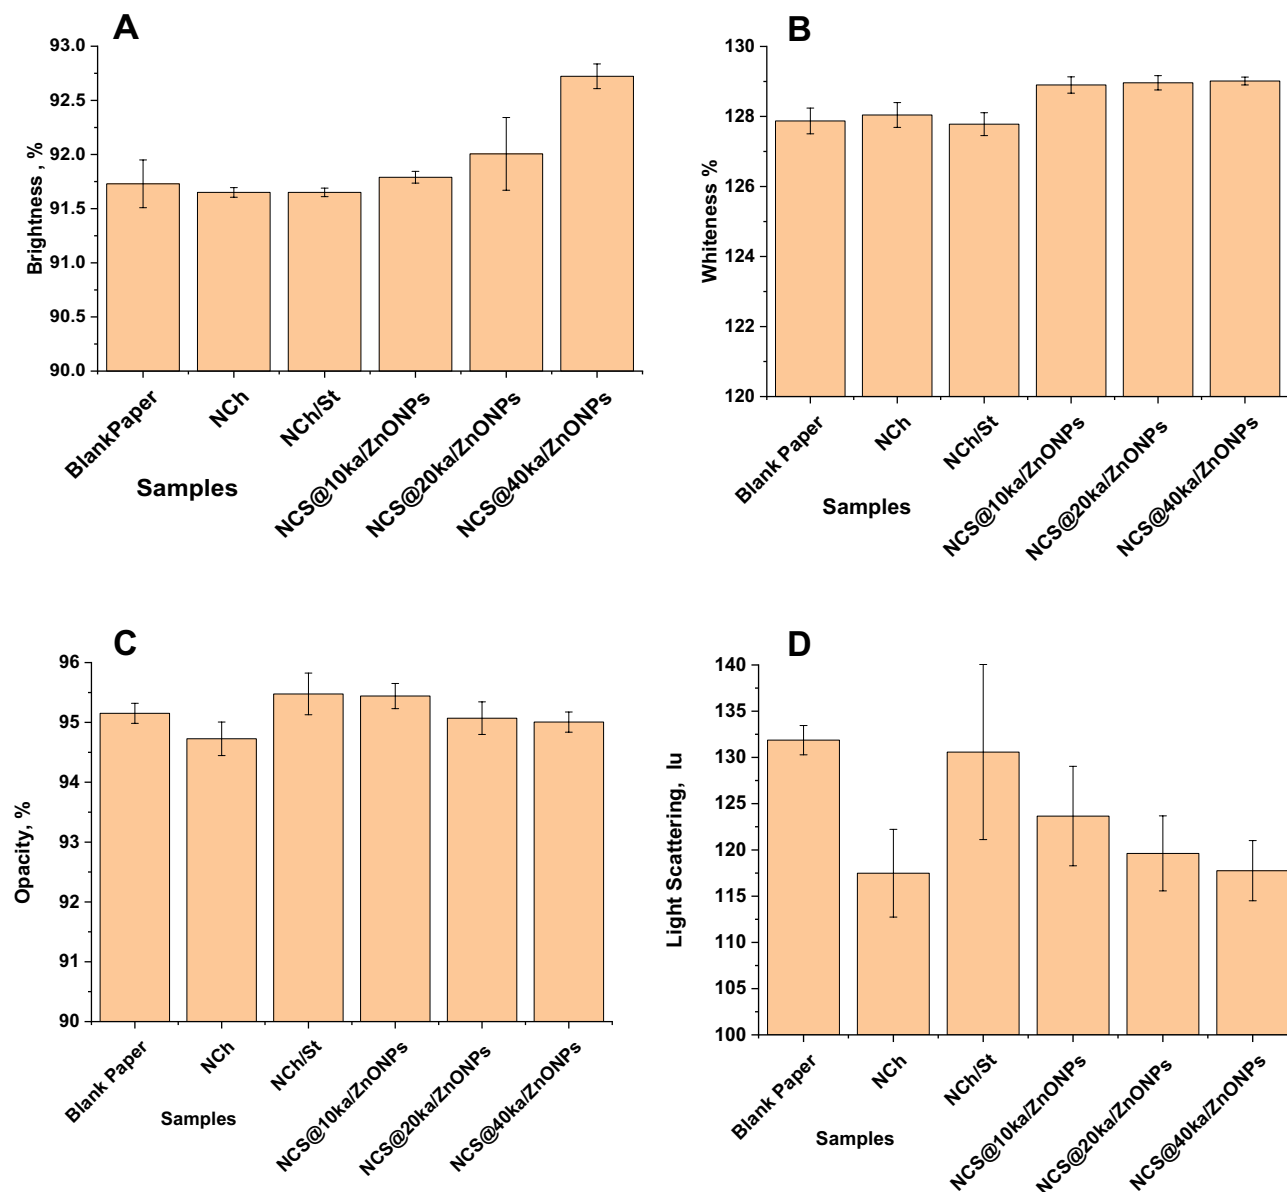 A
93.0
92.5
92.0
91.5
91.0
90.5
90.0
Brightness , %
BlankPaper
NCh
NCh/St
NCS@10ka/ZnONPs
NCS@20ka/ZnONPs
NCS@40ka/ZnONPs
Samples
B
130
128
126
124
122
120
Whiteness %
Blank Paper
NCh
NCh/St
NCS@10ka/ZnONPs
NCS@20ka/ZnONPs
NCS@40ka/ZnONPs
Samples
C
96
95
94
93
92
91
90
Opacity, %
Blank Paper
NCh
NCh/St
NCS@10ka/ZnONPs
NCS@20ka/ZnONPs
NCS@40ka/ZnONPs
Samples
D
140
135
130
125
120
115
110
105
100
Light Scattering, lu
Blank Paper
NCh
NCh/St
NCS@10ka/ZnONPs
NCS@20ka/ZnONPs
NCS@40ka/ZnONPs
Samples